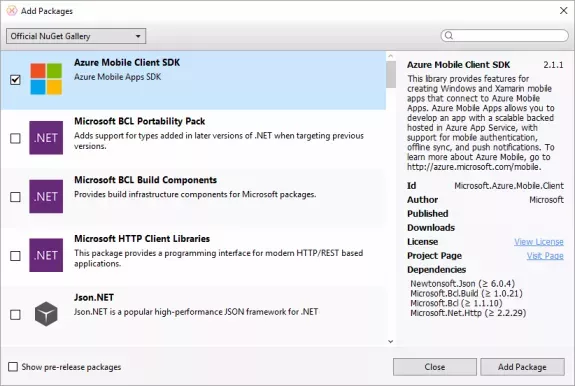 Add Packages
Official NuGet Gallery
Azure Mobile Client SDK
Azure Mobile Apps SDK
.NET
Microsoft BCL Portability Pack
Adds support for types added in later versions of .NET when targeting previous
versions.
.NET
Microsoft BCL Build Components
Provides build infrastructure components for Microsoft packages.
.NET
Microsoft HTTP Client Libraries
This package provides a programming interface for modern HTTP/REST based
applications.
Json.NET
Json.NET is a popular high-performance JSON framework for .NET
Azure Mobile Client SDK 2.1.1
This library provides features for
creating Windows and Xamarin mobile
apps that connect to Azure Mobile
Apps. Azure Mobile Apps allows you to
develop an app with a scalable backed
hosted in Azure App Service, with
support for mobile authentication,
offline sync, and push notifications. To
learn more about Azure Mobile, go to
http://azure.microsoft.com/mobile.
Id Microsoft.Azure.Mobile.Client
Author Microsoft
Published
Downloads
License View License
Project Page Visit Page
Dependencies
Newtonsoft.Json (≥ 6.0.4)
Microsoft.Bcl.Build (≥ 1.0.21)
Microsoft.Bcl (≥ 1.1.10)
Microsoft.Net.Http (≥ 2.2.29)
Show pre-release packages
Close
Add Package